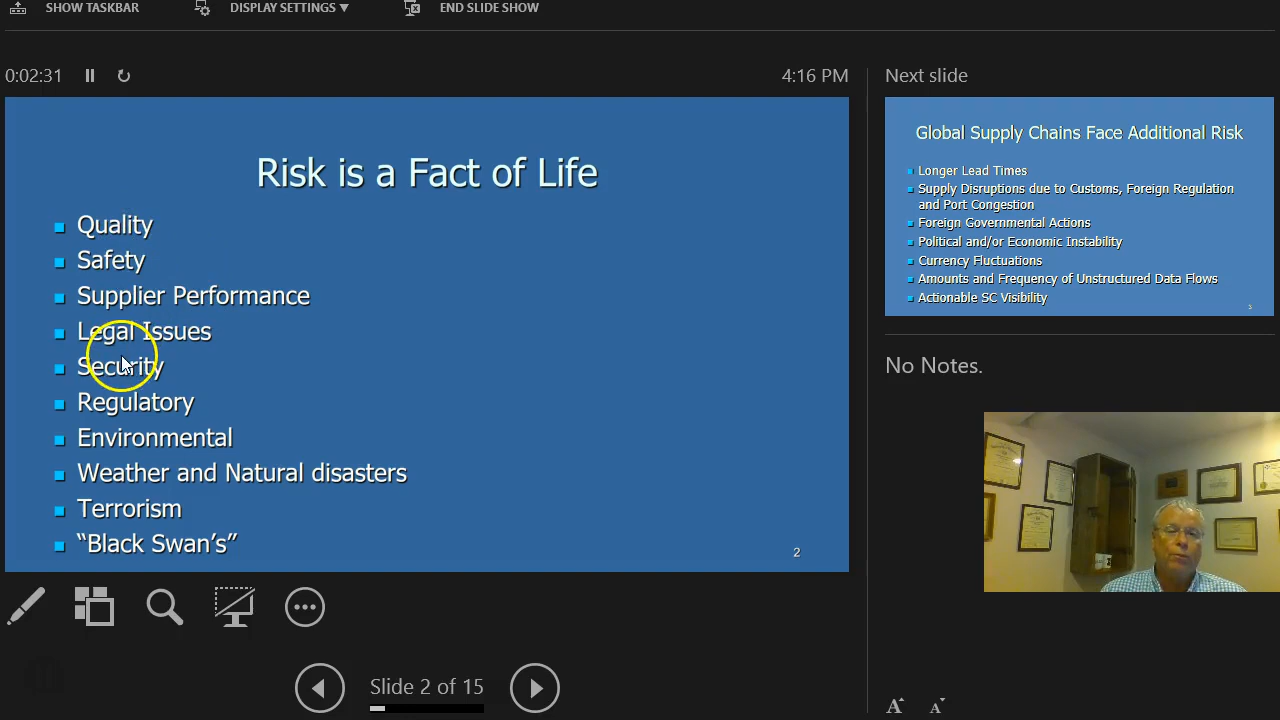 SHOW TASKBAR
DISPLAY SETTINGS ▼
END SLIDE SHOW
0:02:31
4:16 PM
Risk is a Fact of Life
Quality
Safety
Supplier Performance
Legal Issues
Security
Regulatory
Environmental
Weather and Natural disasters
Terrorism
“Black Swan’s”
2
Slide 2 of 15
Next slide
Global Supply Chains Face Additional Risk
Longer Lead Times
Supply Disruptions due to Customs, Foreign Regulation
and Port Congestion
Foreign Governmental Actions
Political and/or Economic Instability
Currency Fluctuations
Amounts and Frequency of Unstructured Data Flows
Actionable SC Visibility
3
No Notes.
A
A